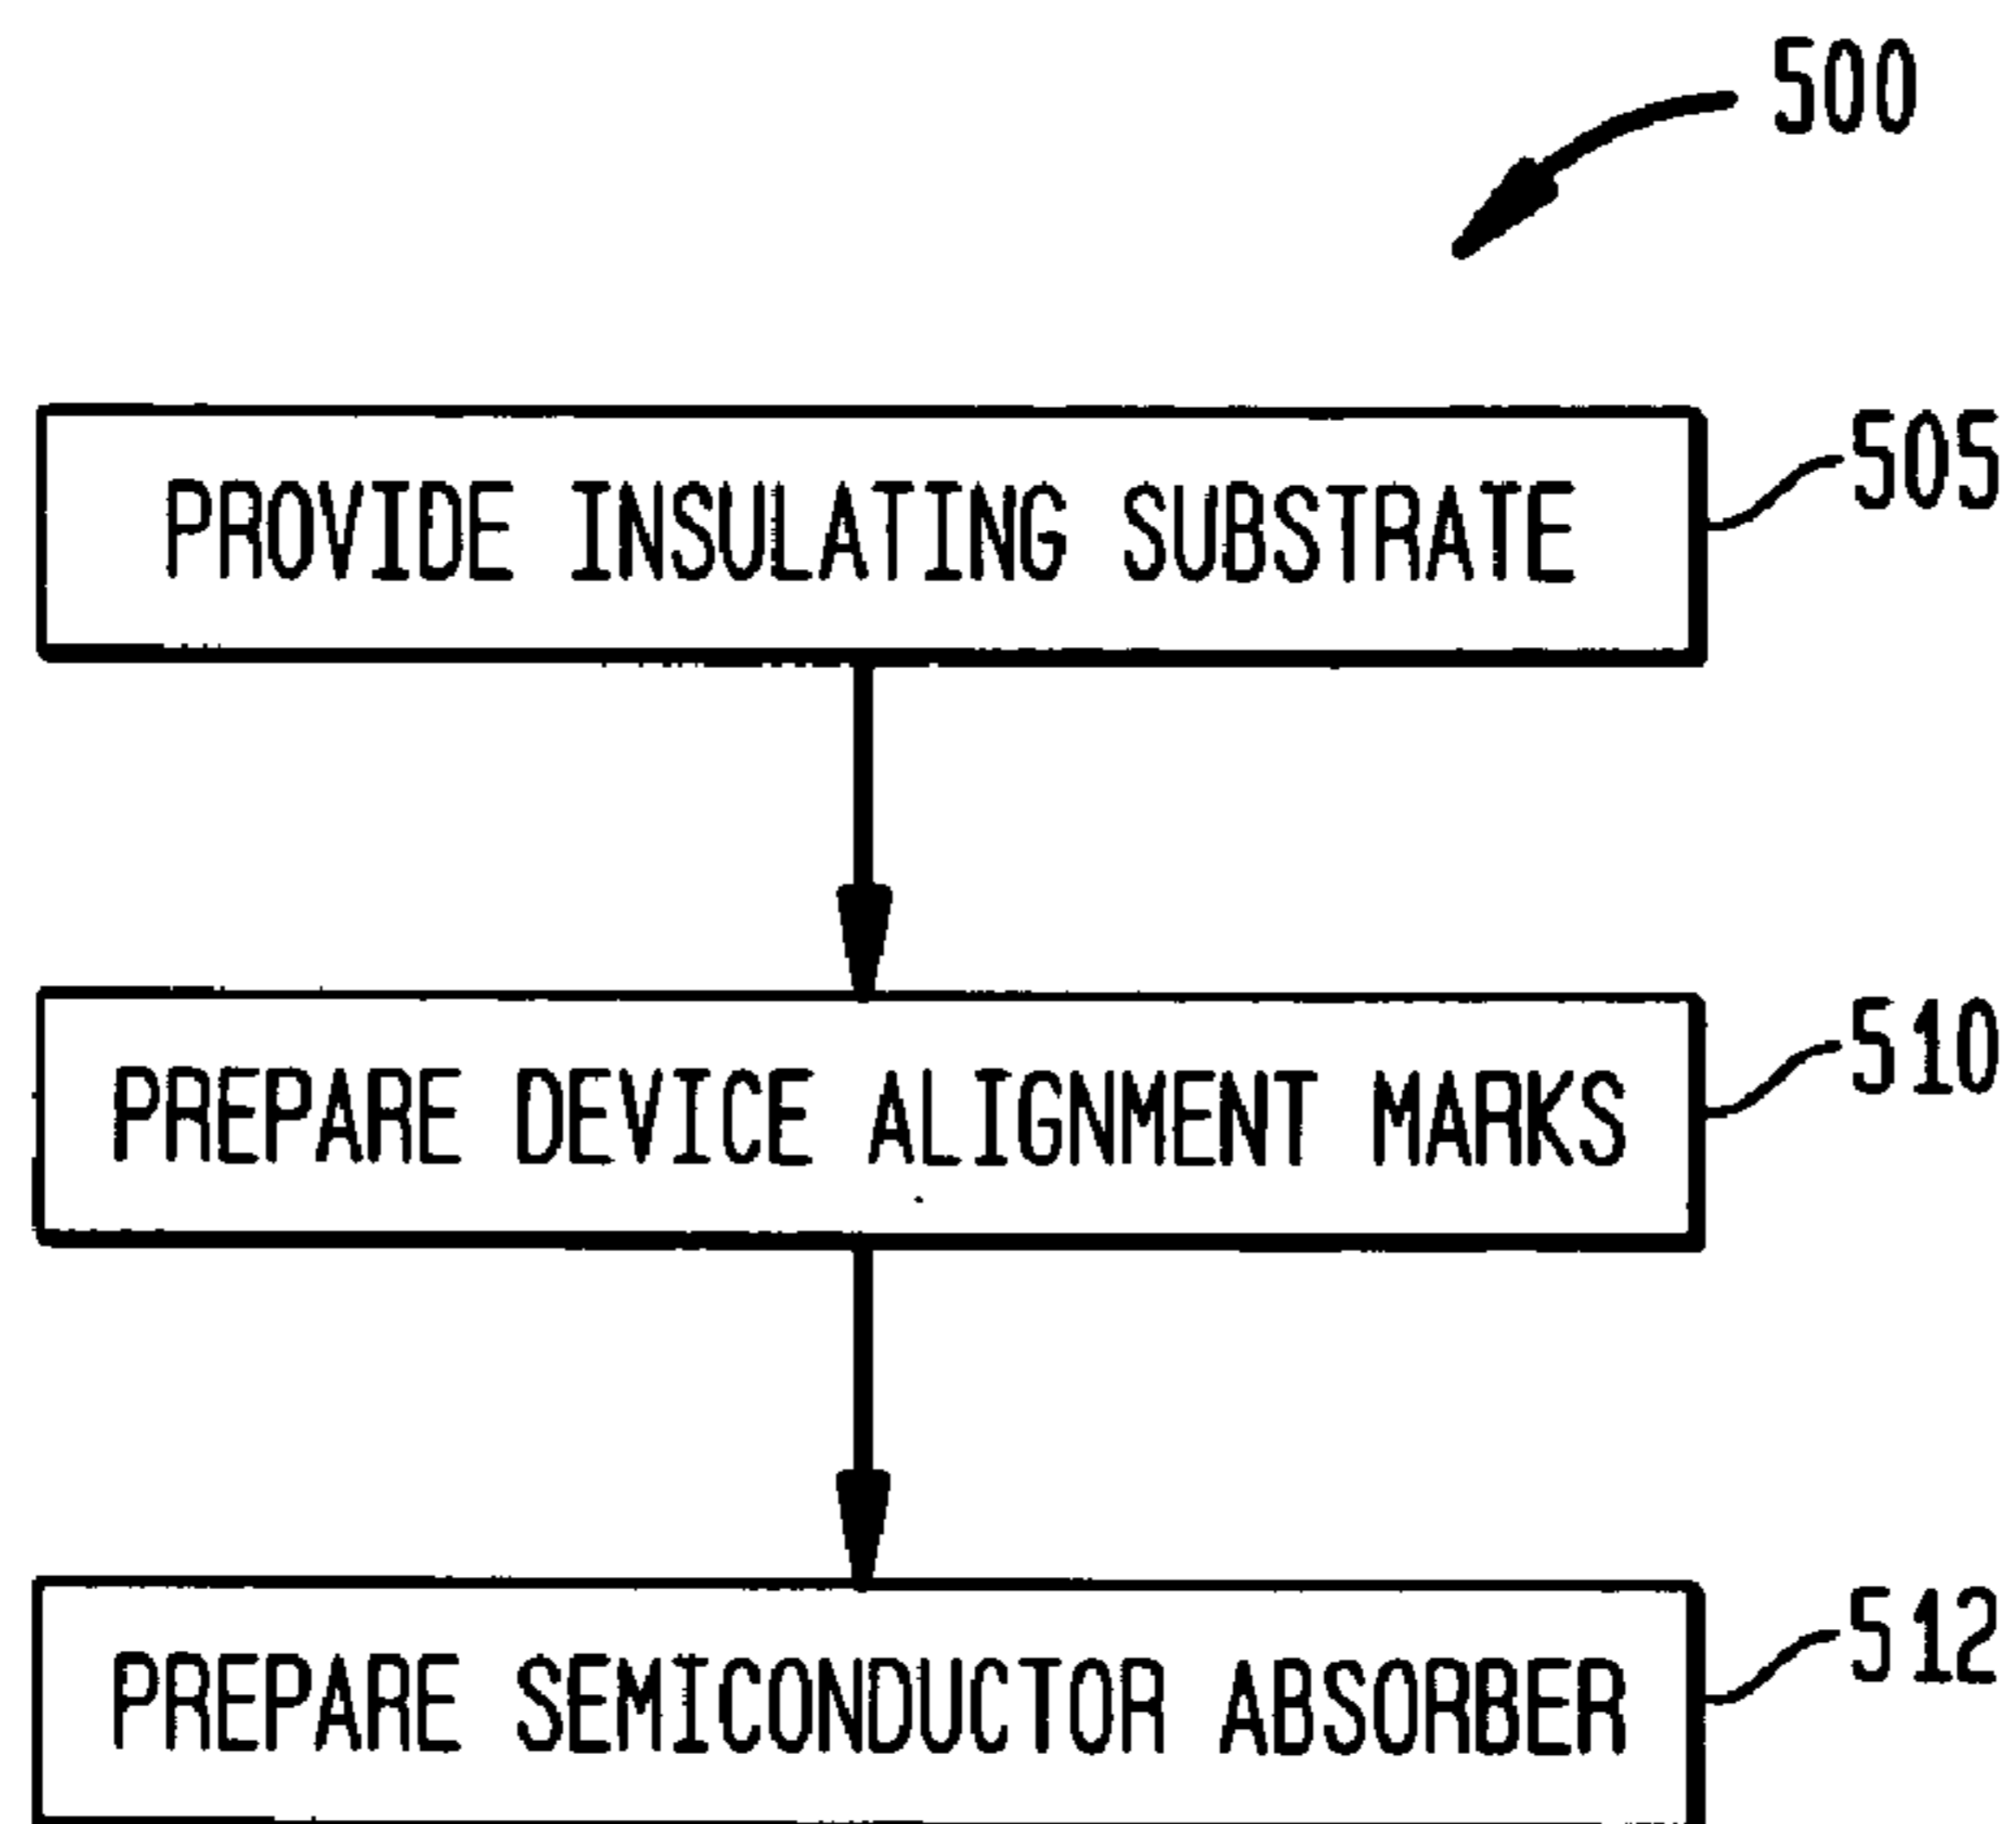 500
PROVIDE INSULATING SUBSTRATE
505
PREPARE DEVICE ALIGNMENT MARKS
510
PREPARE SEMICONDUCTOR ABSORBER
512